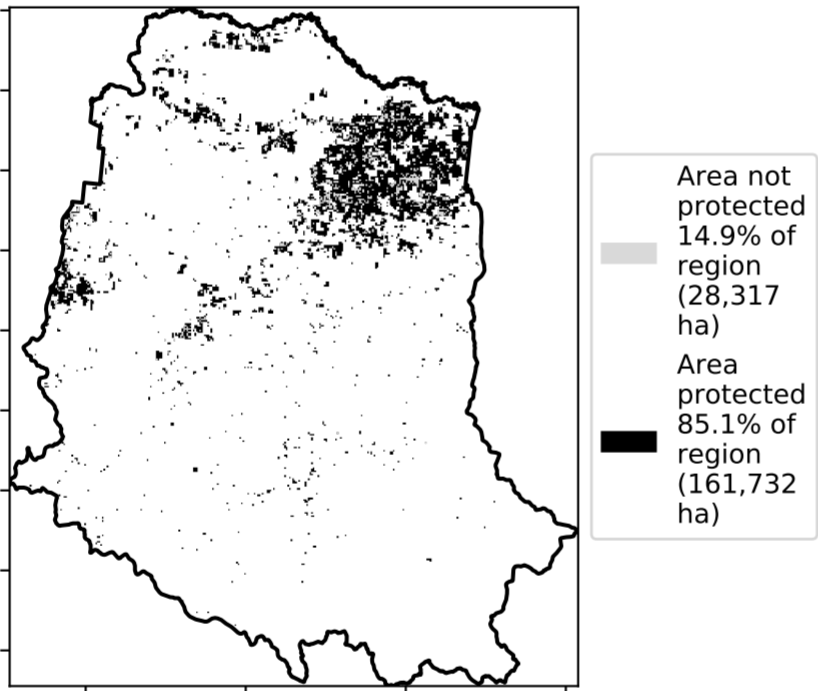 Area not
protected
14.9% of
region
(28,317
ha)
Area
protected
85.1% of
region
(161,732
ha)